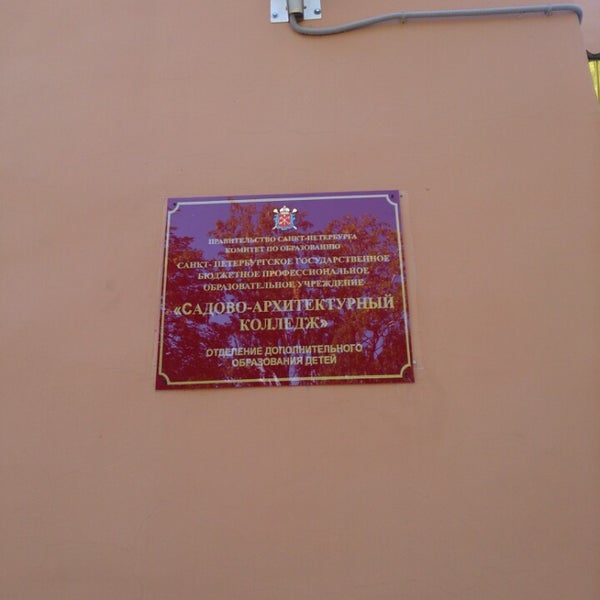 ПРАВИТЕЛЬСТВО САНКТ-ПЕТЕРБУРГА
КОМИТЕТ ПО ОБРАЗОВАНИЮ
САНКТ- ПЕТЕРБУРГСКОЕ ГОСУДАРСТВЕННОЕ
БЮДЖЕТНОЕ ПРОФЕССИОНАЛЬНОЕ
ОБРАЗОВАТЕЛЬНОЕ УЧРЕЖДЕНИЕ
«САДОВО-АРХИТЕКТУРНЫЙ
КОЛЛЕДЖ»
ОТДЕЛЕНИЕ ДОПОЛНИТЕЛЬНОГО
ОБРАЗОВАНИЯ ДЕТЕЙ